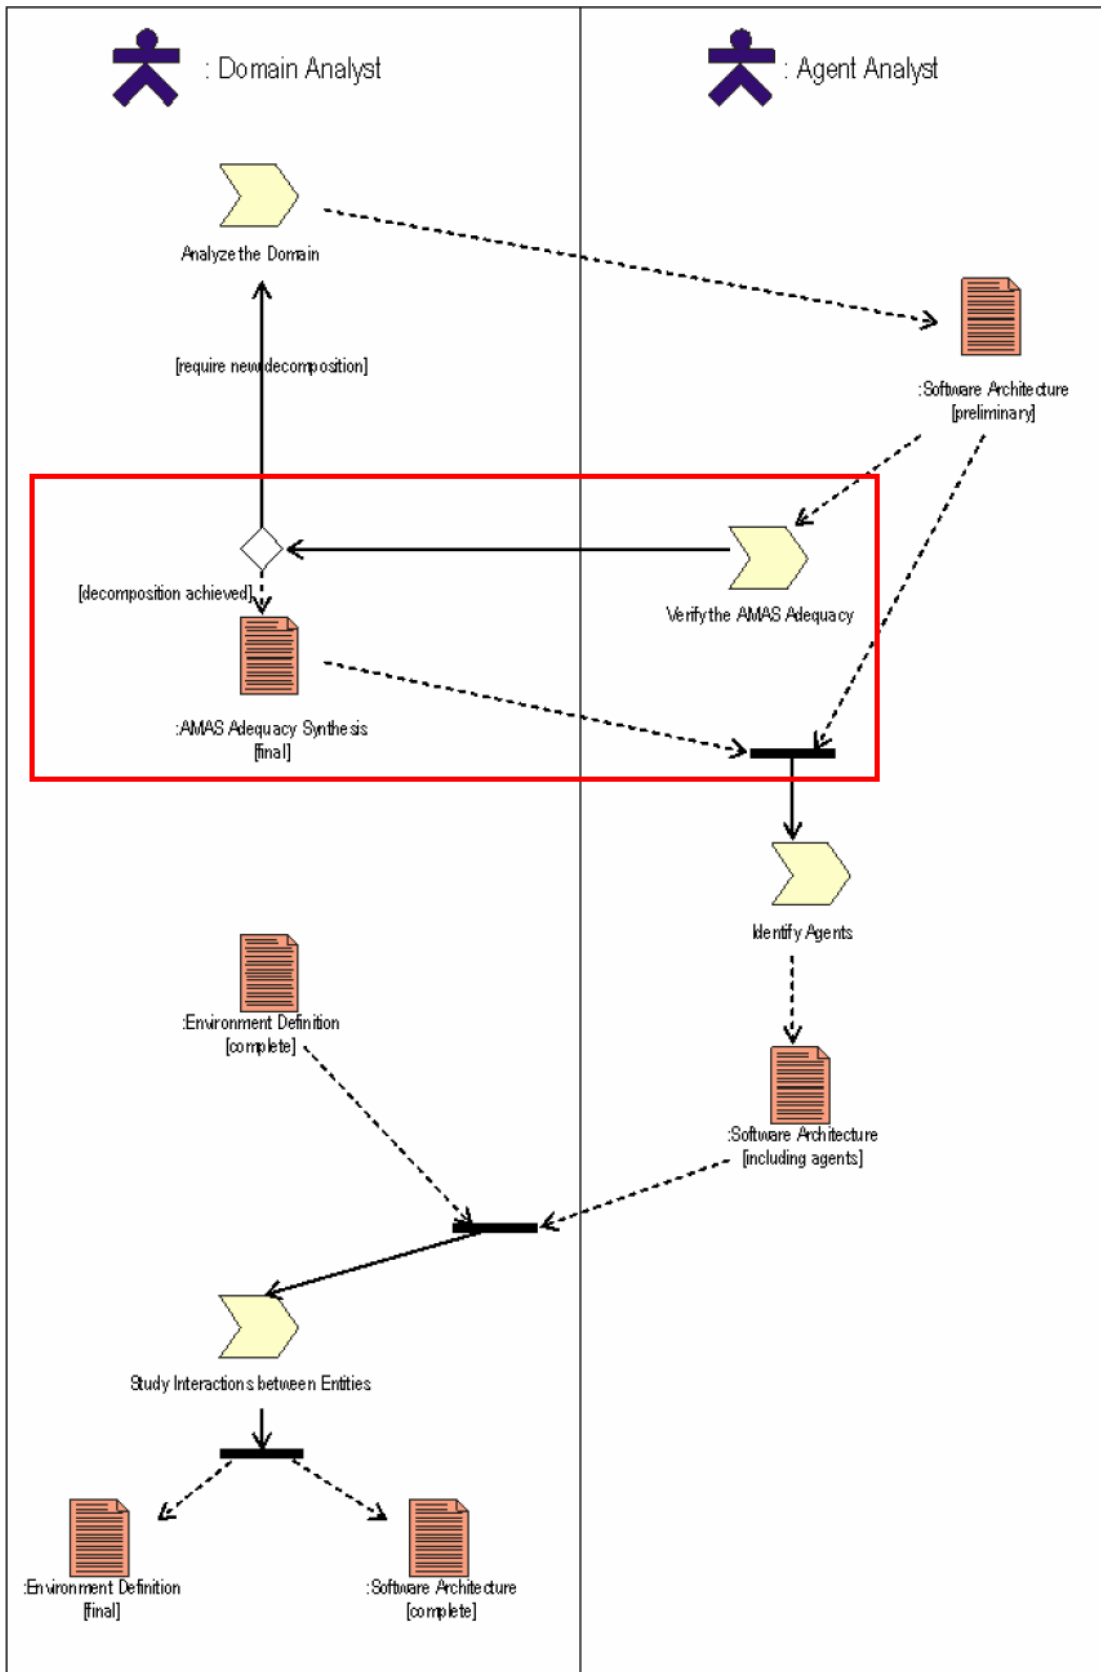 : Domain Analyst
: Agent Analyst
Analyze the Domain
[require new decomposition]
:Software Architecture
[preliminary]
[decomposition achieved]
Verify the AMAS Adequacy
:AMAS Adequacy Synthesis
[final]
Identify Agents
:Environment Definition
[complete]
:Software Architecture
[including agents]
Study Interactions between Entities
:Environment Definition
[final]
:Software Architecture
[complete]